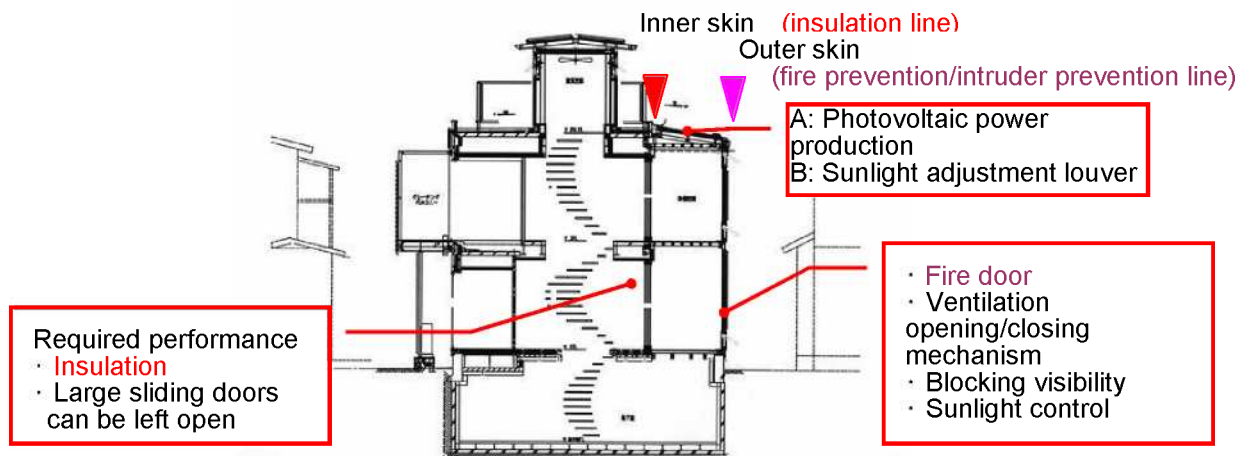 Inner skin (insulation line)
Outer skin
(fire prevention/intruder prevention line)
A: Photovoltaic power
production
B: Sunlight adjustment louver
・Fire door
・Ventilation
opening/closing
mechanism
・Blocking visibility
・Sunlight control
Required performance
・Insulation
・Large sliding doors
can be left open